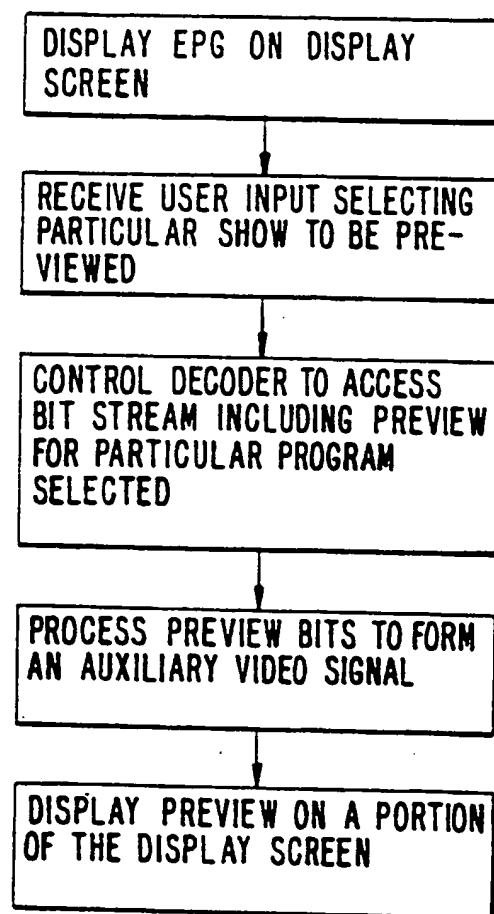 DISPLAY EPG ON DISPLAY
SCREEN
RECEIVE USER INPUT SELECTING
PARTICULAR SHOW TO BE PRE-
VIEWED
CONTROL DECODER TO ACCESS
BIT STREAM INCLUDING PREVIEW
FOR PARTICULAR PROGRAM
SELECTED
PROCESS PREVIEW BITS TO FORM
AN AUXILIARY VIDEO SIGNAL
DISPLAY PREVIEW ON A PORTION
OF THE DISPLAY SCREEN